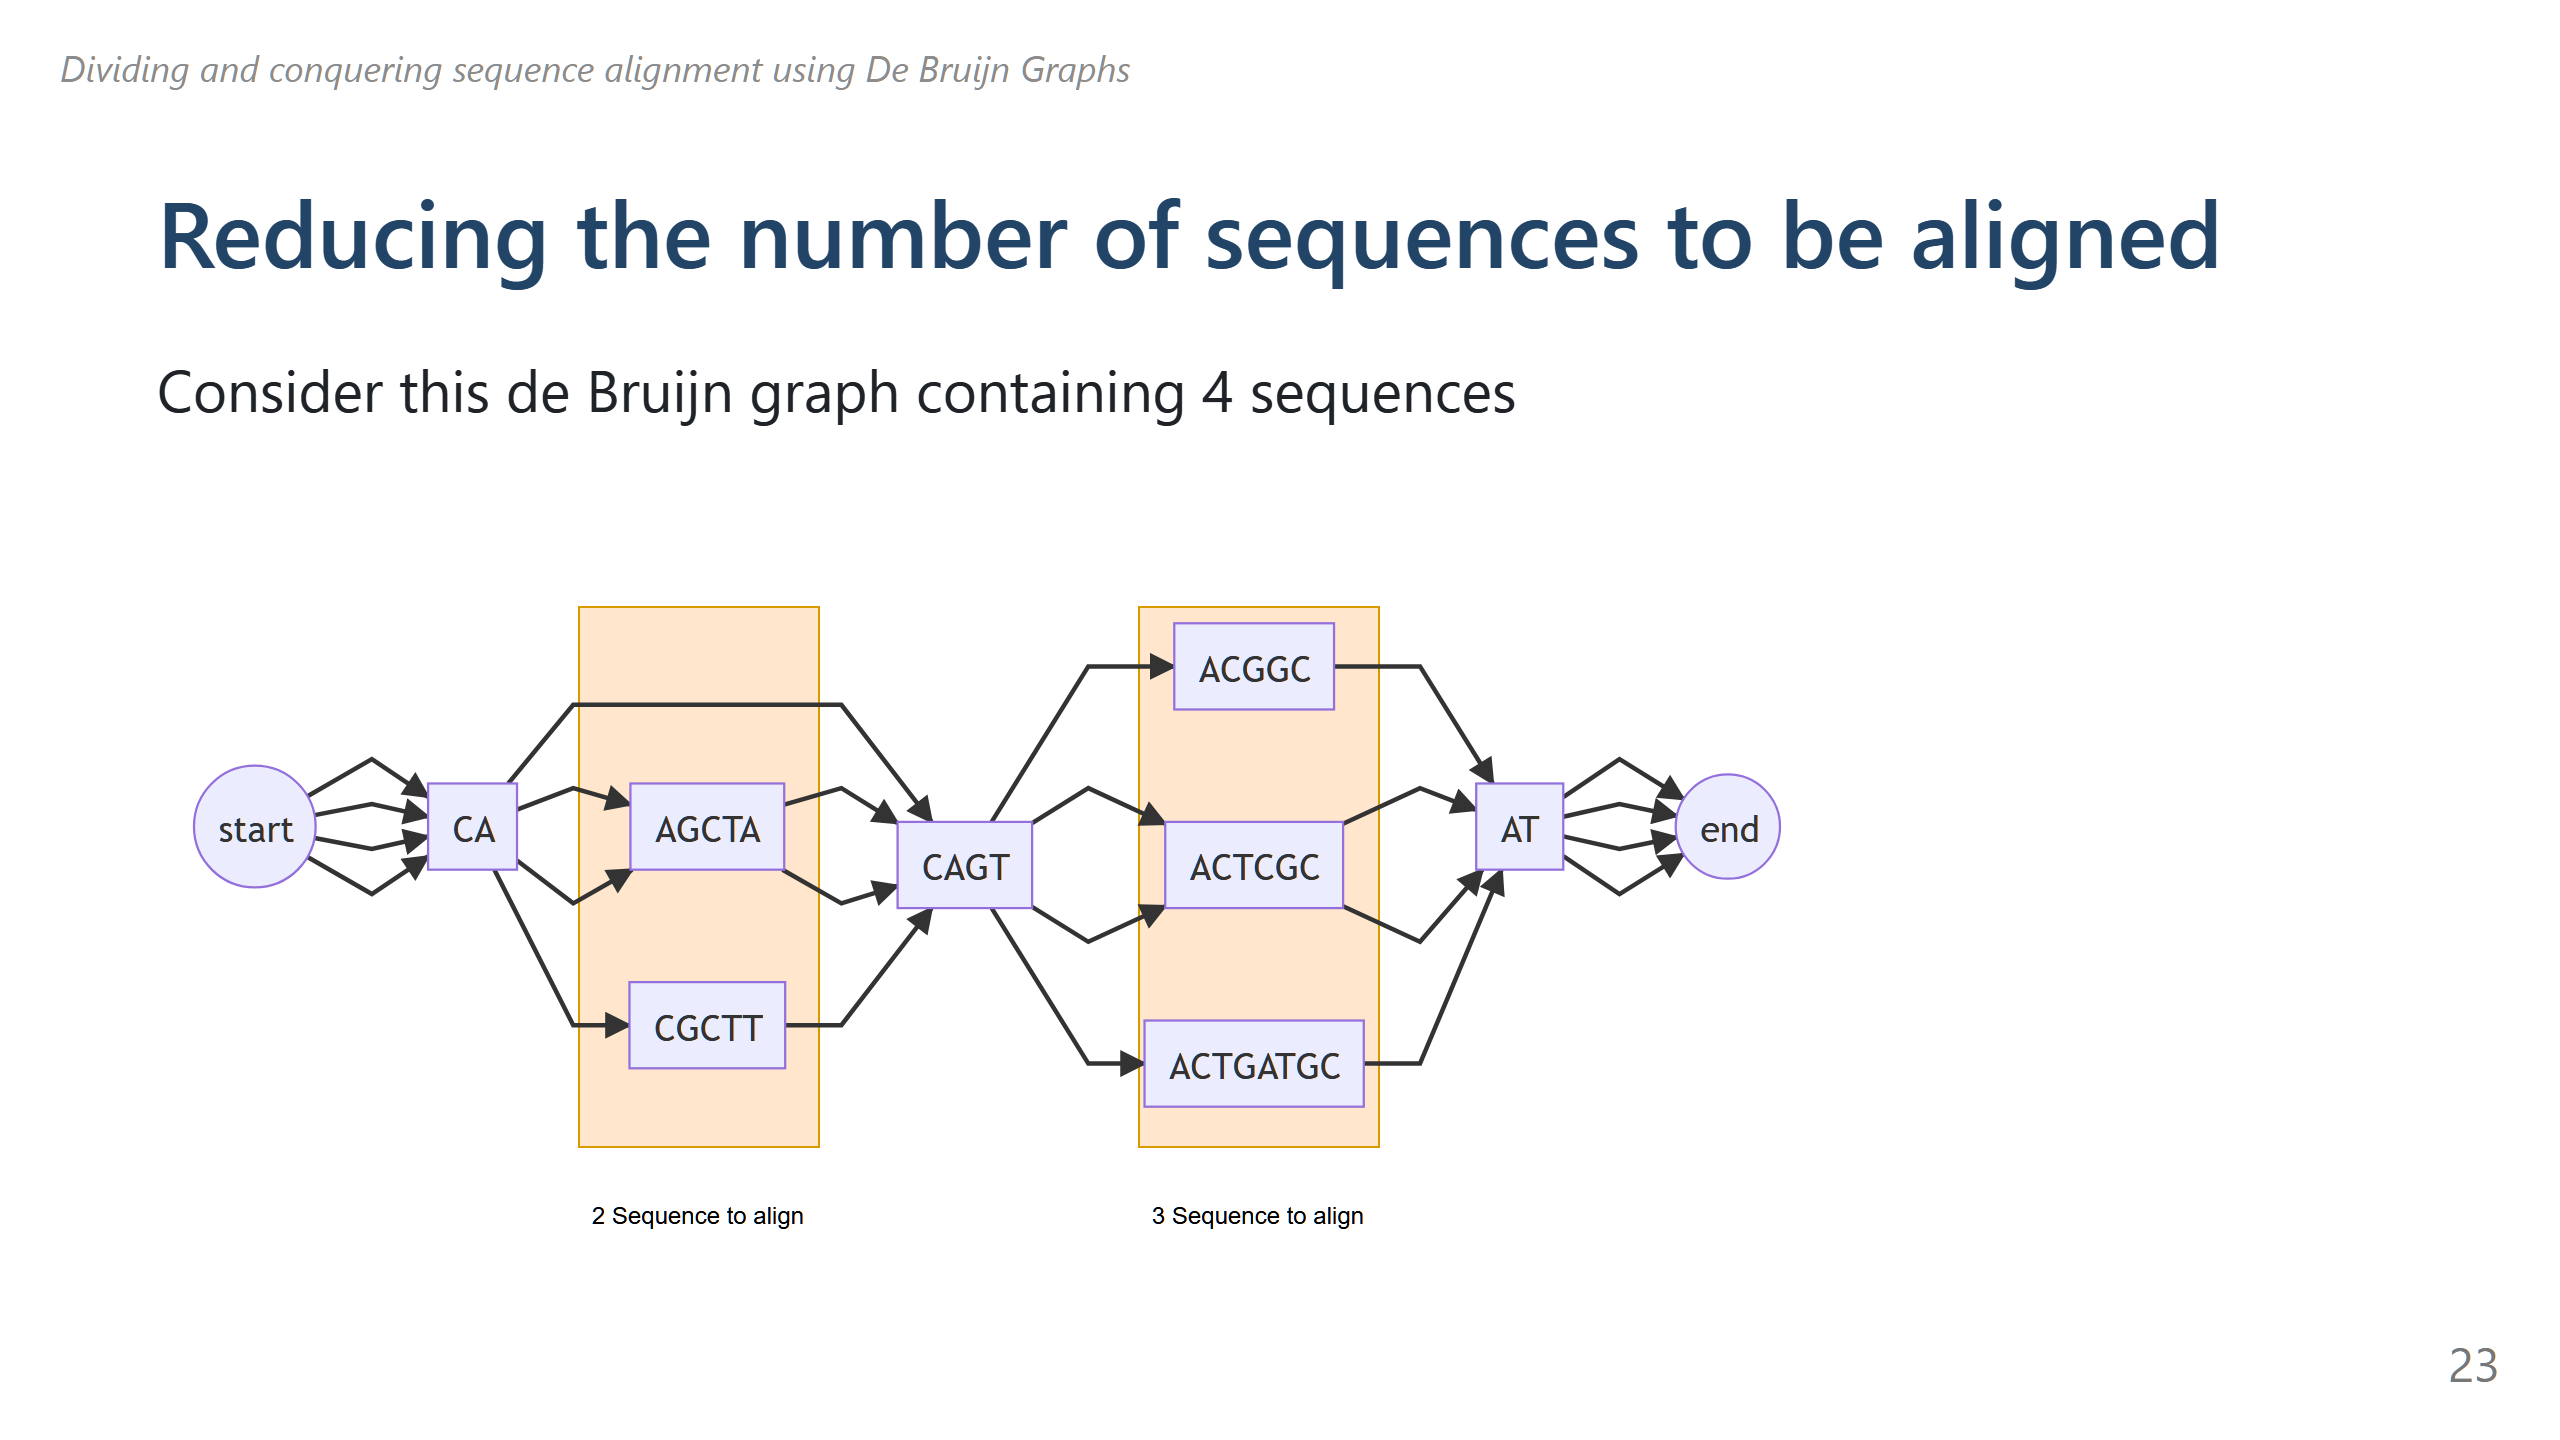 Dividing and conquering sequence alignment using De Bruijn Graphs
Reducing the number of sequences to be aligned
Consider this de Bruijn graph containing 4 sequences
start
CA
AGCTA
CGCTT
CAGT
ACGGC
ACTCGC
ACTGATGC
AT
end
2 Sequence to align
3 Sequence to align
23